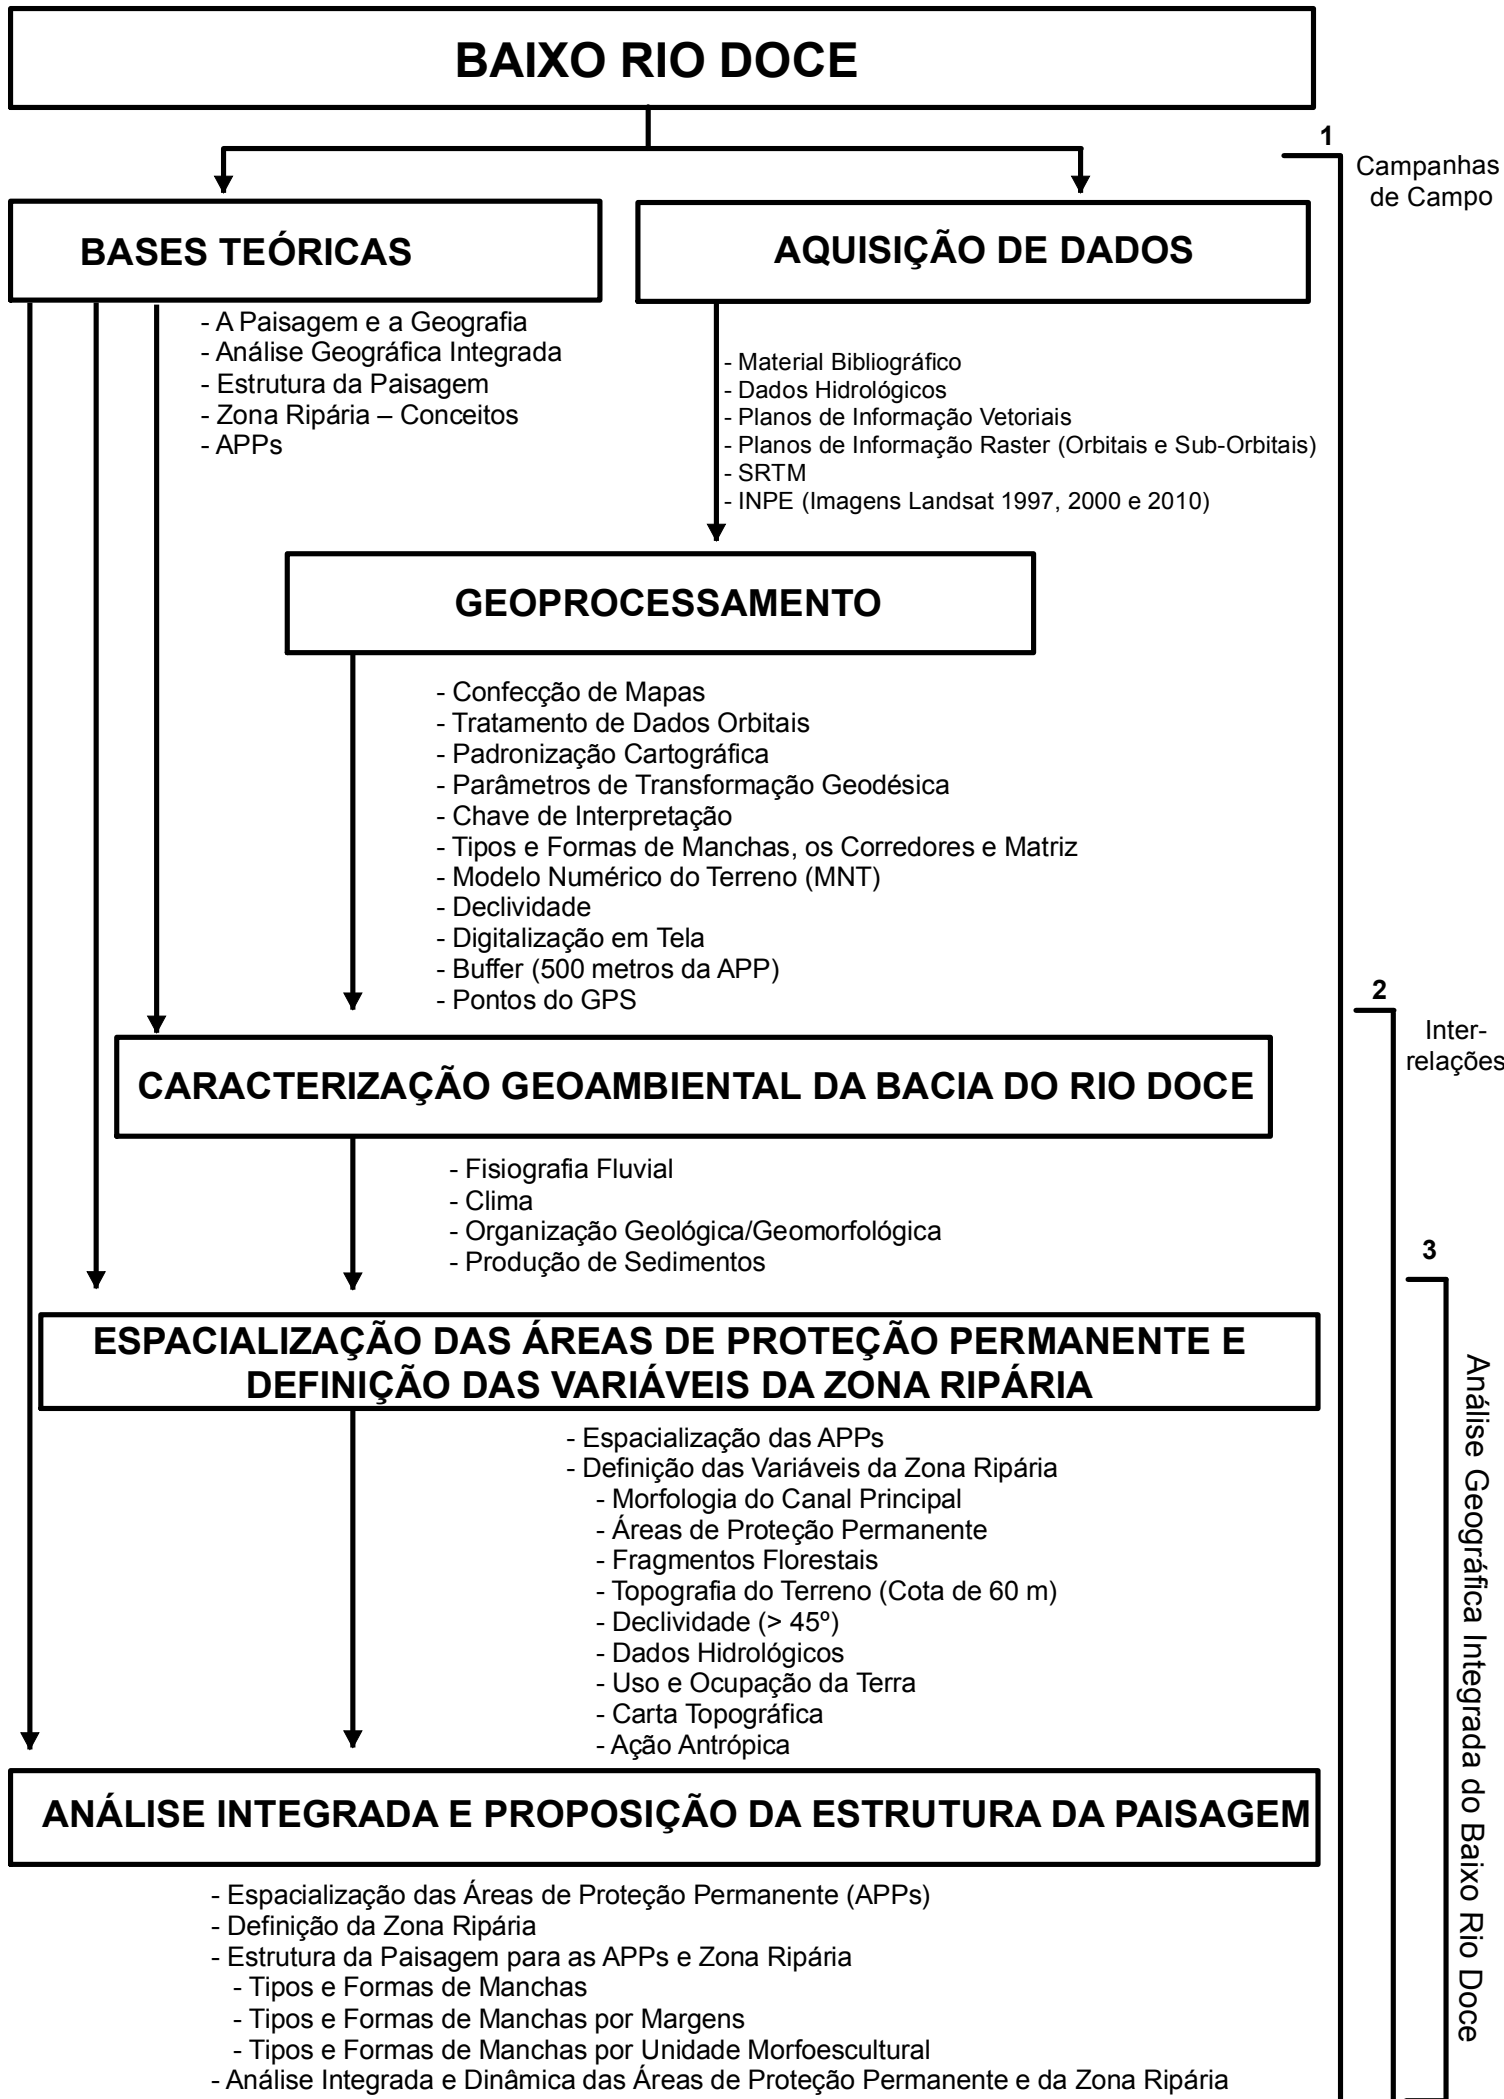 BAIXO RIO DOCE
1
Campanhas
de Campo
BASES TEÓRICAS
- A Paisagem e a Geografia
- Análise Geográfica Integrada
- Estrutura da Paisagem
- Zona Ripária – Conceitos
- APPs
AQUISIÇÃO DE DADOS
- Material Bibliográfico
- Dados Hidrológicos
- Planos de Informação Vetoriais
- Planos de Informação Raster (Orbitais e Sub-Orbitais)
- SRTM
- INPE (Imagens Landsat 1997, 2000 e 2010)
GEOPROCESSAMENTO
- Confecção de Mapas
- Tratamento de Dados Orbitais
- Padronização Cartográfica
- Parâmetros de Transformação Geodésica
- Chave de Interpretação
- Tipos e Formas de Manchas, os Corredores e Matriz
- Modelo Numérico do Terreno (MNT)
- Declividade
- Digitalização em Tela
- Buffer (500 metros da APP)
- Pontos do GPS
2
Inter-
relações
CARACTERIZAÇÃO GEOAMBIENTAL DA BACIA DO RIO DOCE
- Fisiografia Fluvial
- Clima
- Organização Geológica/Geomorfológica
- Produção de Sedimentos
3
Análise Geográfica Integrada do Baixo Rio Doce
ESPACIALIZAÇÃO DAS ÁREAS DE PROTEÇÃO PERMANENTE E
DEFINIÇÃO DAS VARIÁVEIS DA ZONA RIPÁRIA
- Espacialização das APPs
- Definição das Variáveis da Zona Ripária
- Morfologia do Canal Principal
- Áreas de Proteção Permanente
- Fragmentos Florestais
- Topografia do Terreno (Cota de 60 m)
- Declividade (> 45º)
- Dados Hidrológicos
- Uso e Ocupação da Terra
- Carta Topográfica
- Ação Antrópica
ANÁLISE INTEGRADA E PROPOSIÇÃO DA ESTRUTURA DA PAISAGEM
- Espacialização das Áreas de Proteção Permanente (APPs)
- Definição da Zona Ripária
- Estrutura da Paisagem para as APPs e Zona Ripária
- Tipos e Formas de Manchas
- Tipos e Formas de Manchas por Margens
- Tipos e Formas de Manchas por Unidade Morfoescultural
- Análise Integrada e Dinâmica das Áreas de Proteção Permanente e da Zona Ripária